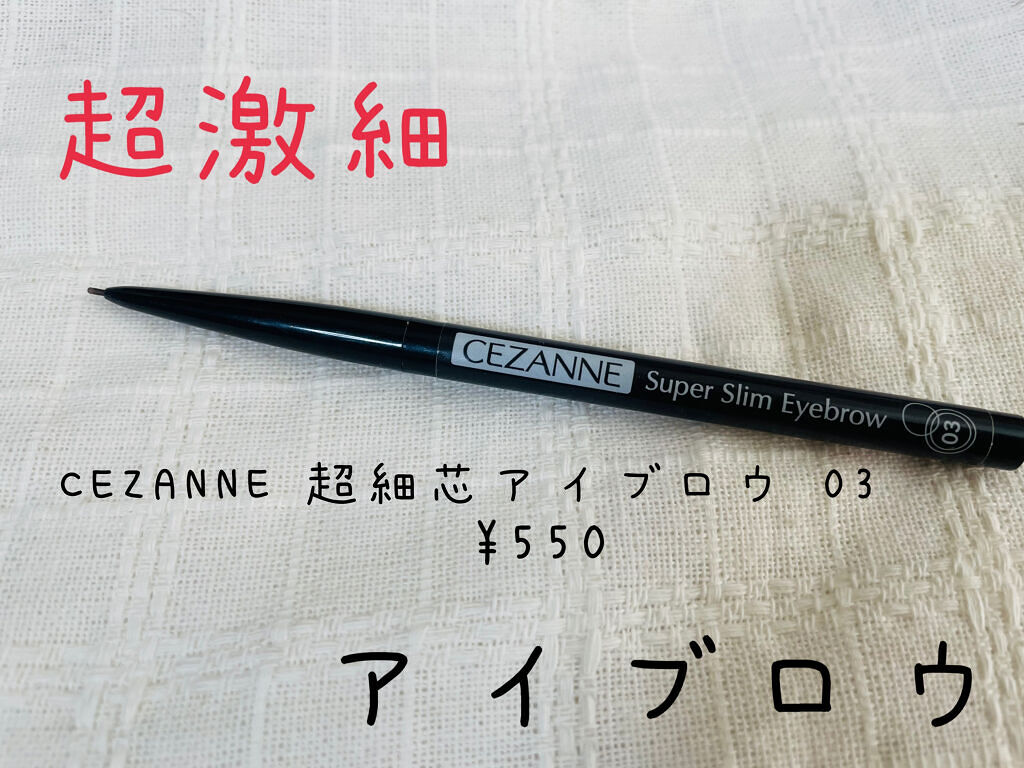 超激細
CEZANNE Super Slim Eyebrow 03
CEZANNE 超細芯アイブロウ 03
¥550
アイブロウ